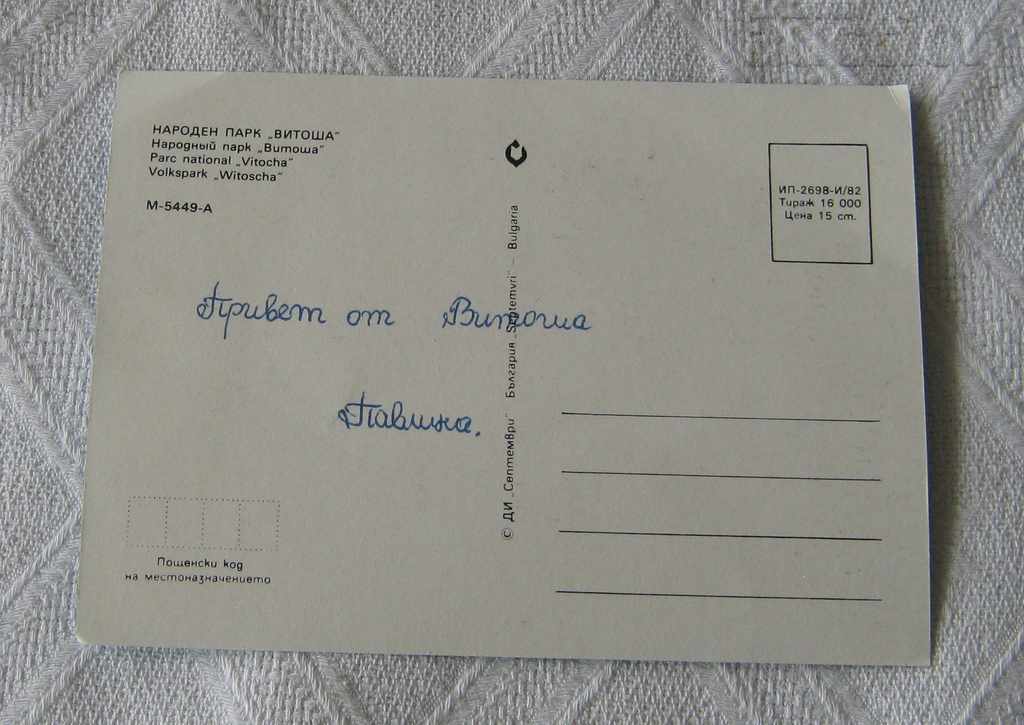 НАРОДЕН ПАРК „ВИТОША“
Народный парк „Витоша“
Parc national „Vitocha“
Volkspark „Witoscha“
М-5449-А
ИП-2698-И/82
Тираж 16 000
Цена 15 ст.
Привет от Витоша
Павлина.
© ДИ „Септември“ България „Septemvri“ – Bulgaria
Пощенски код
на местоназначението